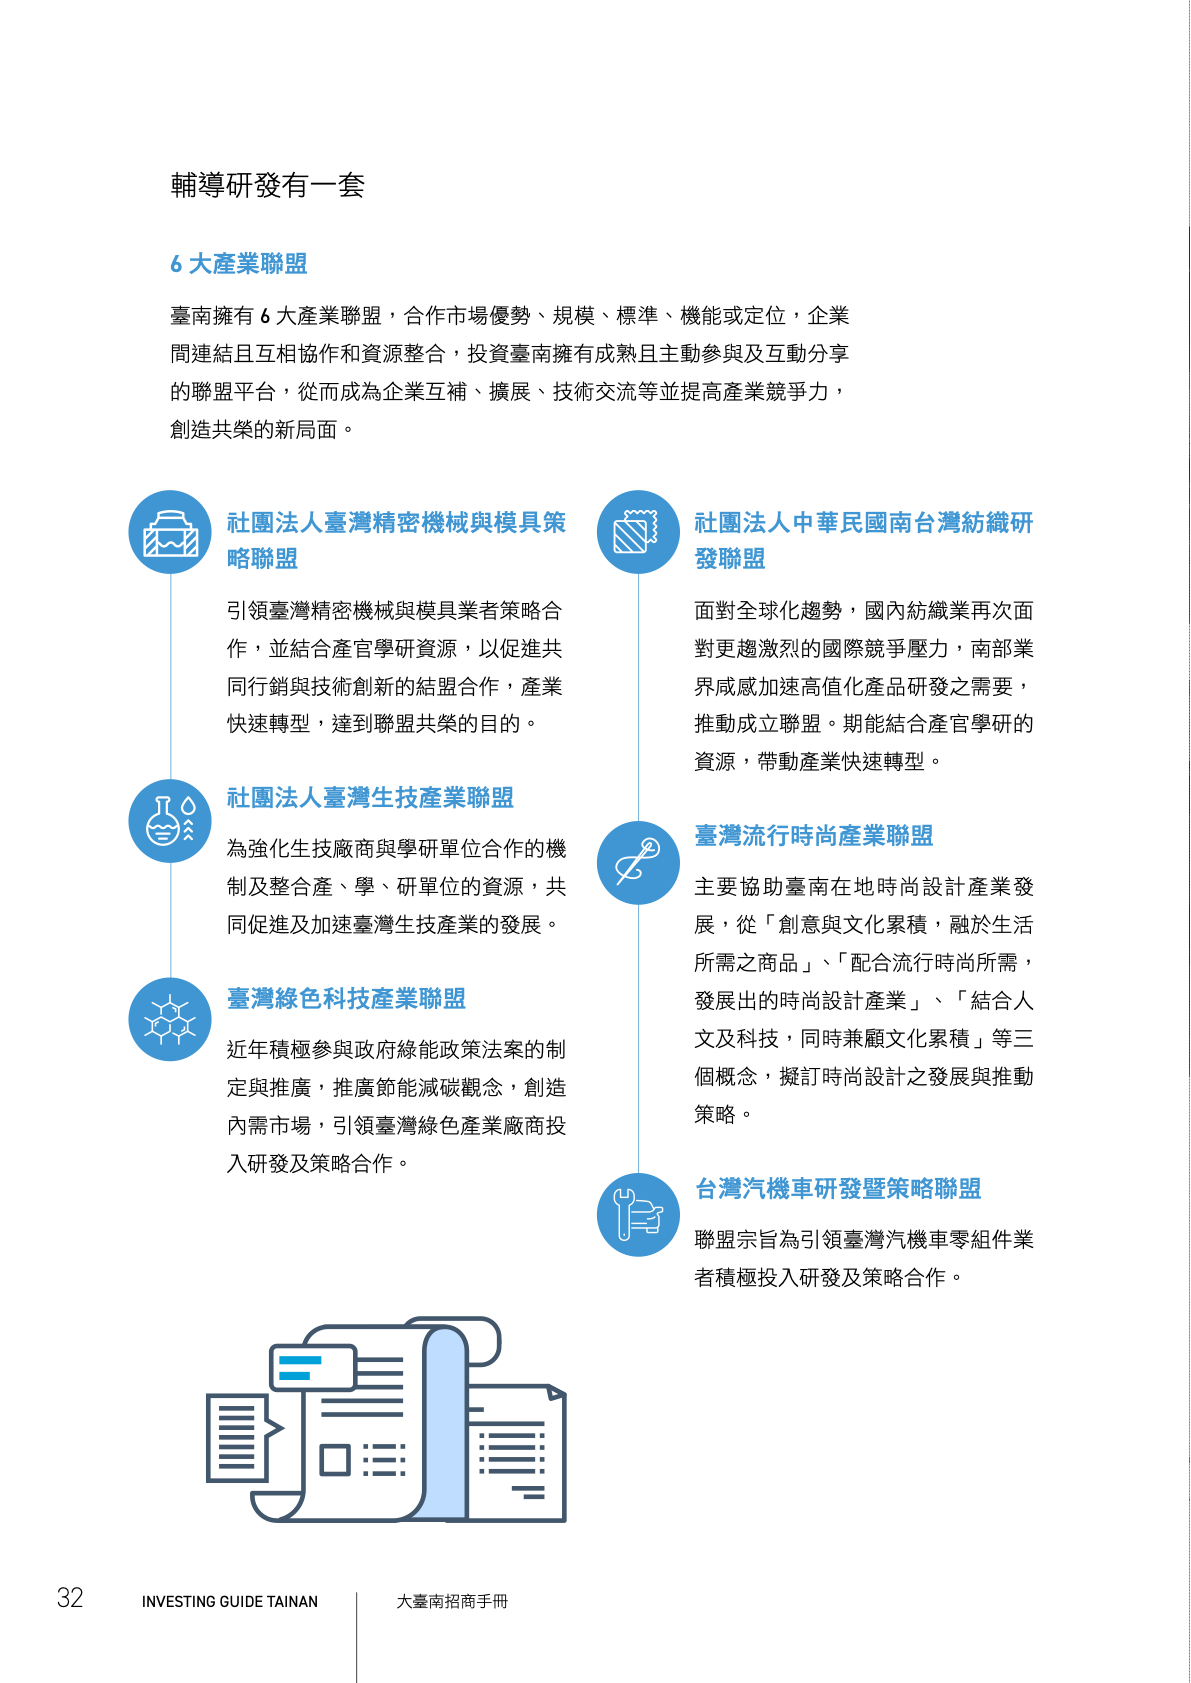 輔導研發有一套
6 大產業聯盟
臺南擁有 6 大產業聯盟，合作市場優勢、規模、標準、機能或定位，企業
間連結且互相協作和資源整合，投資臺南擁有成熟且主動參與及互動分享
的聯盟平台，從而成為企業互補、擴展、技術交流等並提高產業競爭力，
創造共榮的新局面。
社團法人臺灣精密機械與模具策
略聯盟
引領臺灣精密機械與模具業者策略合
作，並結合產官學研資源，以促進共
同行銷與技術創新的結盟合作，產業
快速轉型，達到聯盟共榮的目的。
社團法人臺灣生技產業聯盟
為強化生技廠商與學研單位合作的機
制及整合產、學、研單位的資源，共
同促進及加速臺灣生技產業的發展。
臺灣綠色科技產業聯盟
近年積極參與政府綠能政策法案的制
定與推廣，推廣節能減碳觀念，創造
內需市場，引領臺灣綠色產業廠商投
入研發及策略合作。
社團法人中華民國南台灣紡織研
發聯盟
面對全球化趨勢，國內紡織業再次面
對更趨激烈的國際競爭壓力，南部業
界咸感加速高值化產品研發之需要，
推動成立聯盟。期能結合產官學研的
資源，帶動產業快速轉型。
臺灣流行時尚產業聯盟
主要協助臺南在地時尚設計產業發
展，從「創意與文化累積，融於生活
所需之商品」、「配合流行時尚所需，
發展出的時尚設計產業」、「結合人
文及科技，同時兼顧文化累積」等三
個概念，擬訂時尚設計之發展與推動
策略。
台灣汽機車研發暨策略聯盟
聯盟宗旨為引領臺灣汽機車零組件業
者積極投入研發及策略合作。
32
INVESTING GUIDE TAINAN
大臺南招商手冊